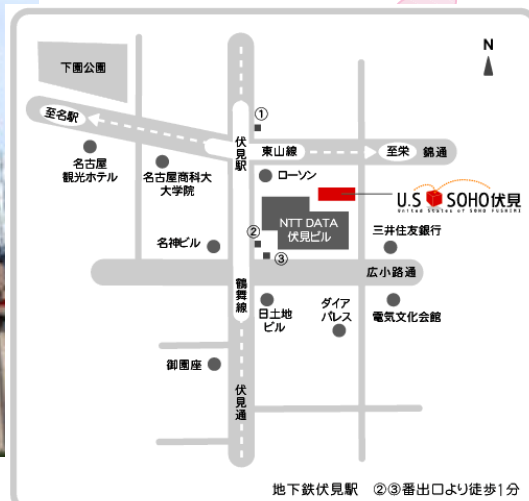 N
下園公園
①
至名駅
伏見駅
東山線
至栄
錦通
名古屋
観光ホテル
名古屋商科大
大学院
ローソン
U.S SOHO伏見
United States of SOHO FUSHIMI
NTT DATA
伏見ビル
名神ビル
②
③
三井住友銀行
鶴舞線
広小路通
日土地
ビル
ダイア
パレス
電気文化会館
御園座
伏見通
地下鉄伏見駅 ②③番出口より徒歩1分